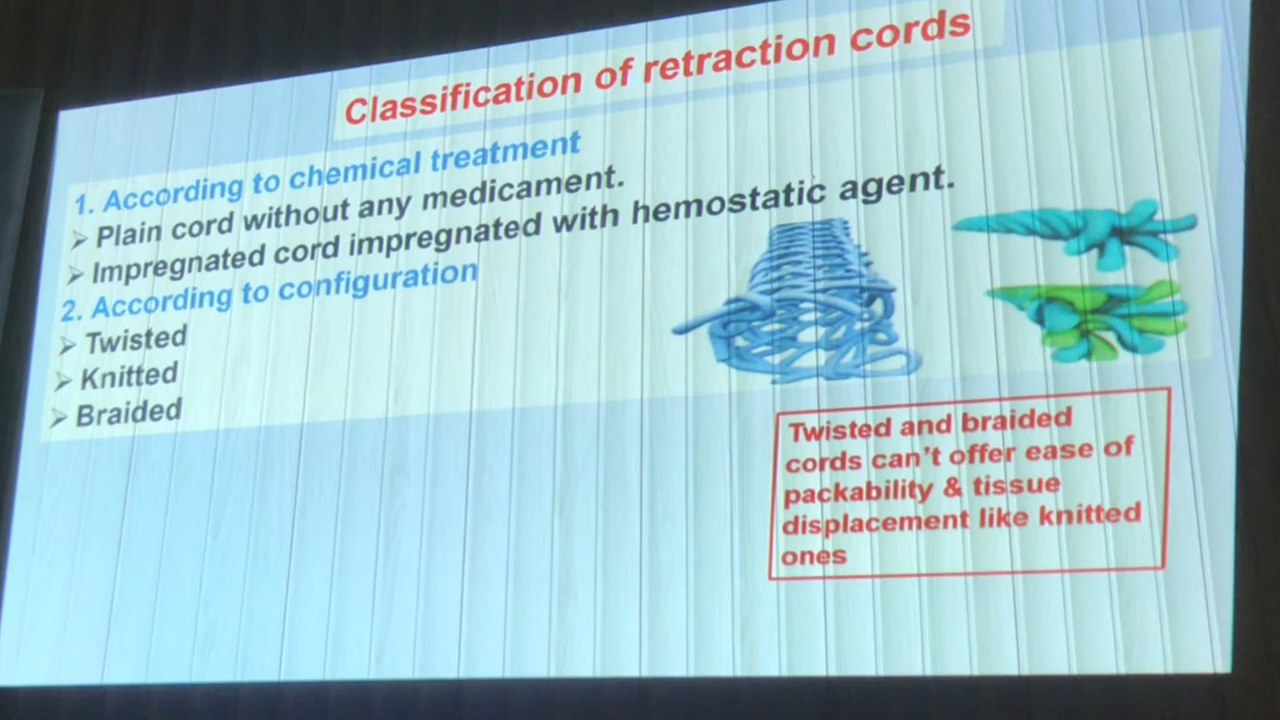 Classification of retraction cords
1. According to chemical treatment
➢ Plain cord without any medicament.
➢ Impregnated cord impregnated with hemostatic agent.
2. According to configuration
➢ Twisted
➢ Knitted
➢ Braided
Twisted and braided
cords can't offer ease of
packability & tissue
displacement like knitted
ones